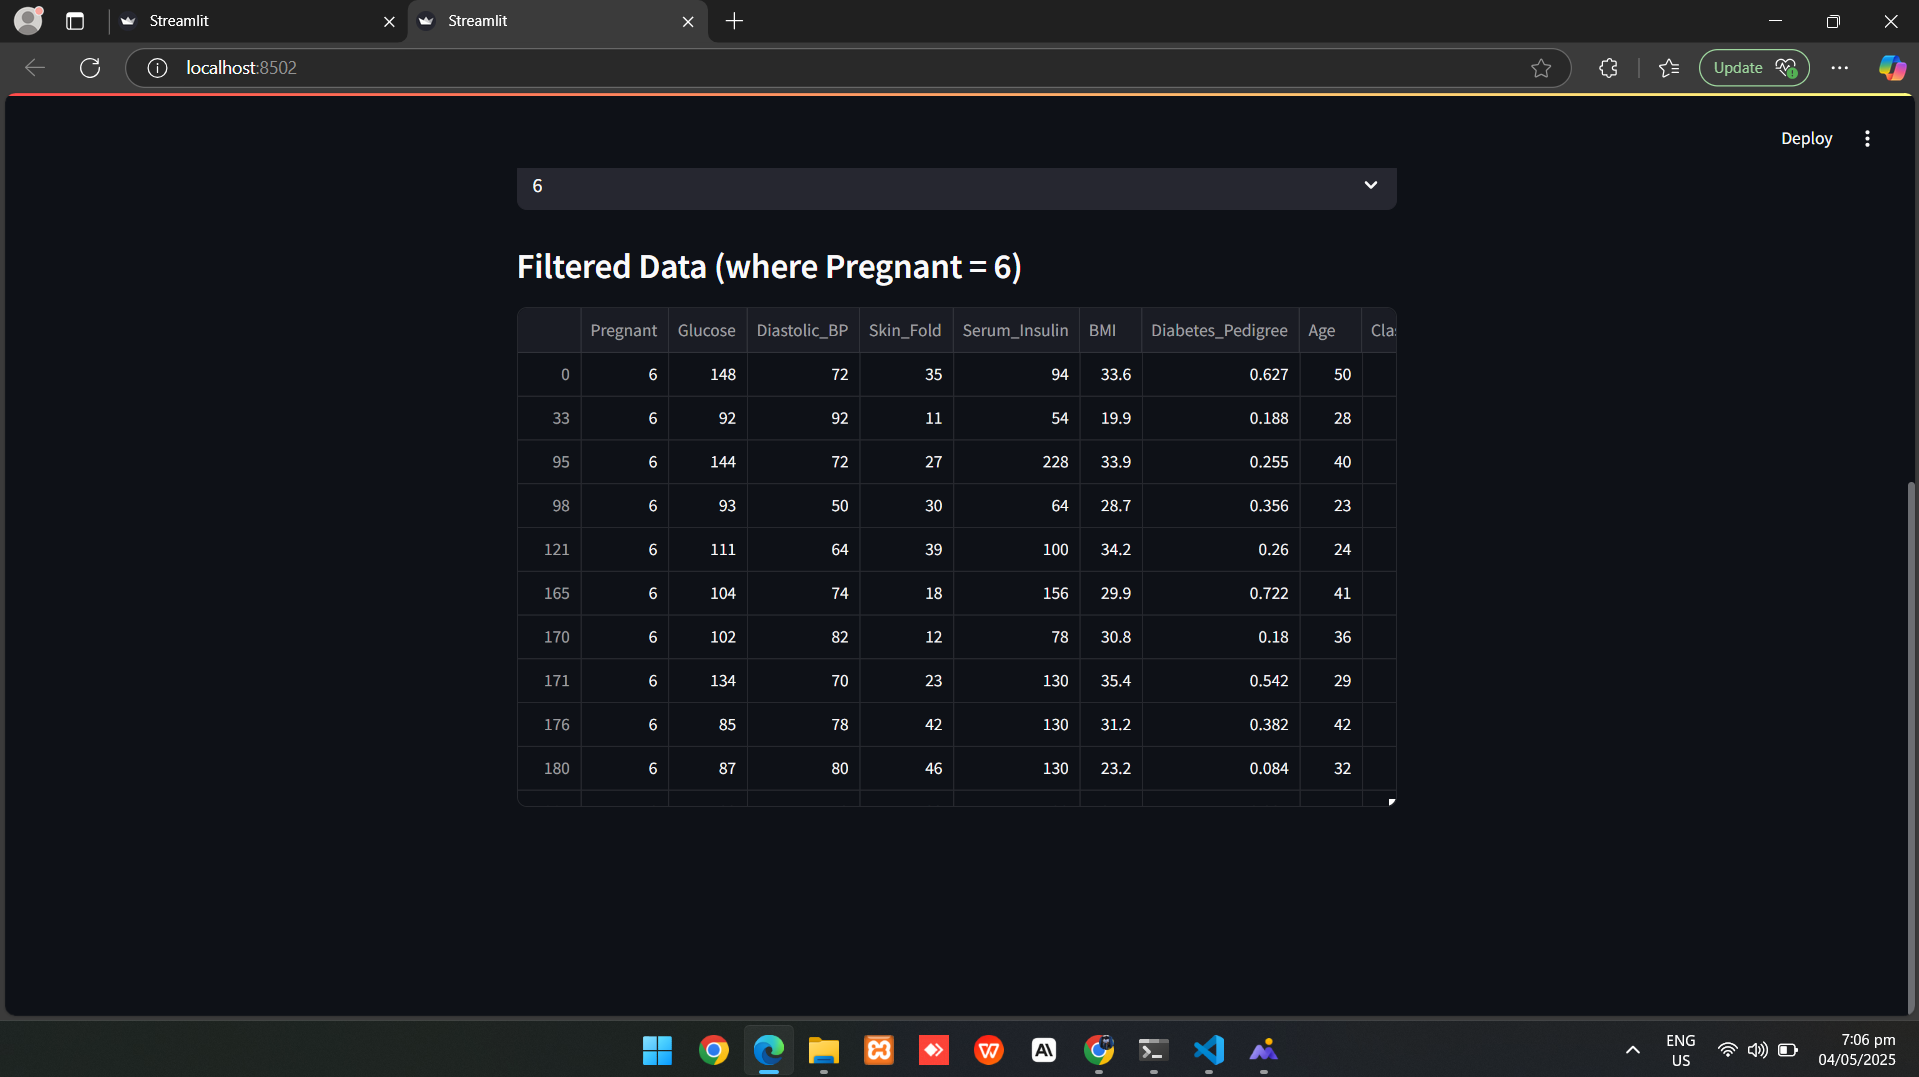 Streamlit
Streamlit
localhost:8502
Update
Deploy
6
Filtered Data (where Pregnant = 6)
Pregnant Glucose Diastolic_BP Skin_Fold Serum_Insulin BMI Diabetes_Pedigree Age Cla
0 6 148 72 35 94 33.6 0.627 50
33 6 92 92 11 54 19.9 0.188 28
95 6 144 72 27 228 33.9 0.255 40
98 6 93 50 30 64 28.7 0.356 23
121 6 111 64 39 100 34.2 0.26 24
165 6 104 74 18 156 29.9 0.722 41
170 6 102 82 12 78 30.8 0.18 36
171 6 134 70 23 130 35.4 0.542 29
176 6 85 78 42 130 31.2 0.382 42
180 6 87 80 46 130 23.2 0.084 32
ENG
US
7:06 pm
04/05/2025